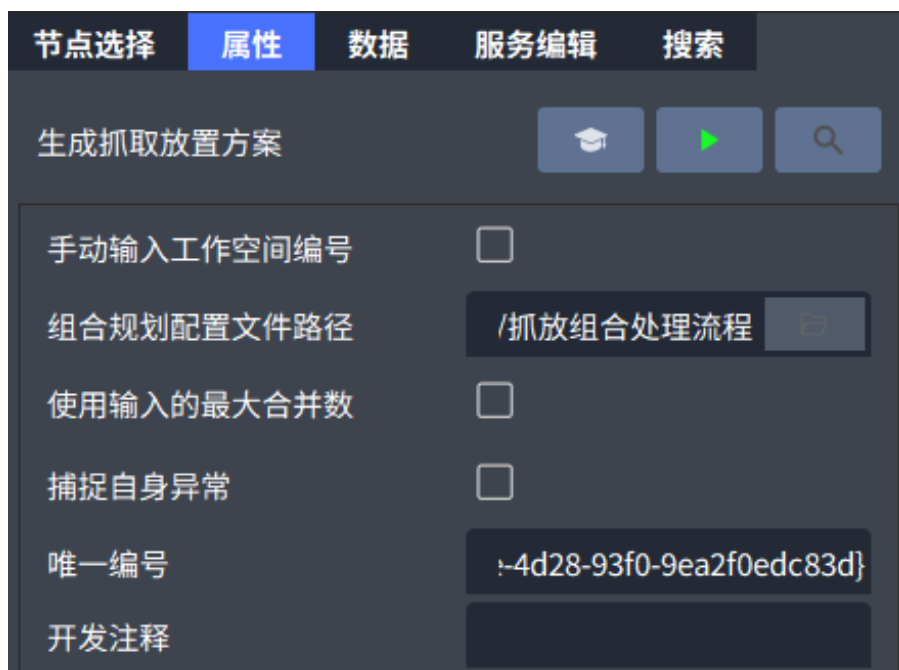 节点选择 属性 数据 服务编辑 搜索
生成抓取放置方案
手动输入工作空间编号
组合规划配置文件路径 /抓放组合处理流程
使用输入的最大合并数
捕捉自身异常
唯一编号 -4d28-93f0-9ea2f0edc83d}
开发注释